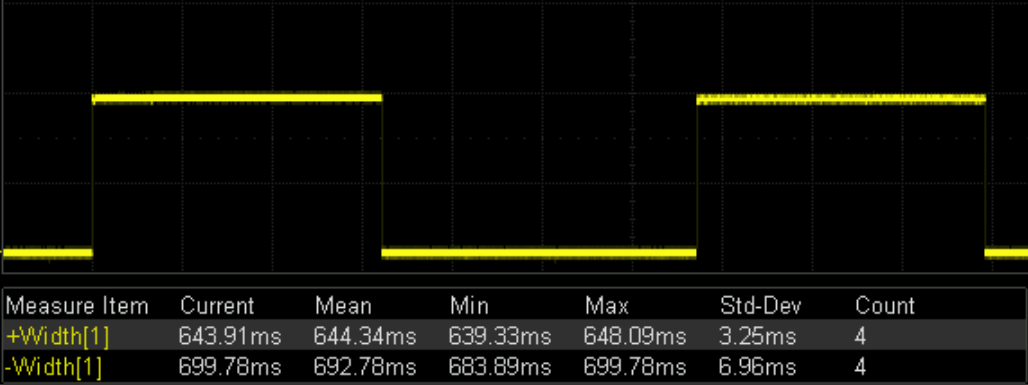 Measure Item Current Mean Min Max Std-Dev Count
+Width[1] 643.91ms 644.34ms 639.33ms 648.09ms 3.25ms 4
-Width[1] 699.78ms 692.78ms 683.89ms 699.78ms 6.96ms 4